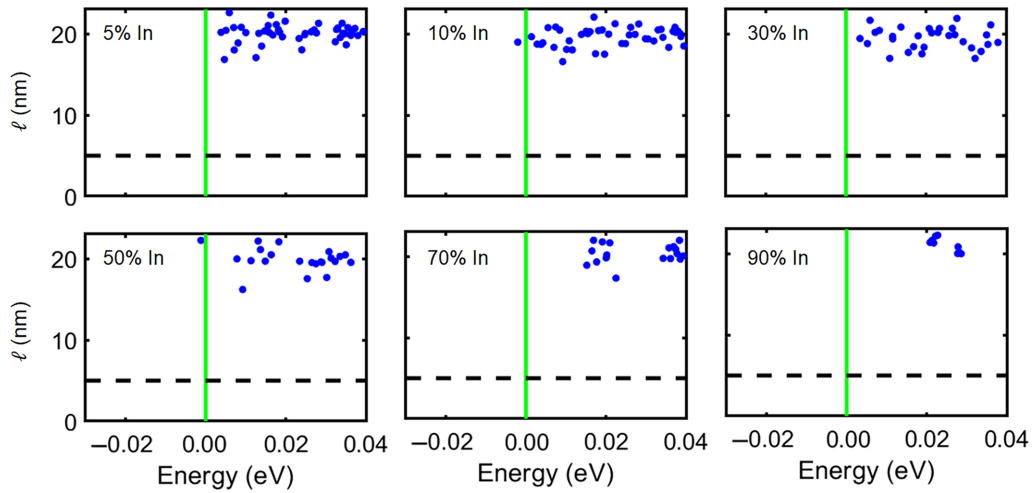 5% In
10% In
30% In
ℓ (nm)
20
10
0
50% In
70% In
90% In
ℓ (nm)
20
10
0
−0.02 0.00 0.02 0.04
−0.02 0.00 0.02 0.04
−0.02 0.00 0.02 0.04
Energy (eV)
Energy (eV)
Energy (eV)